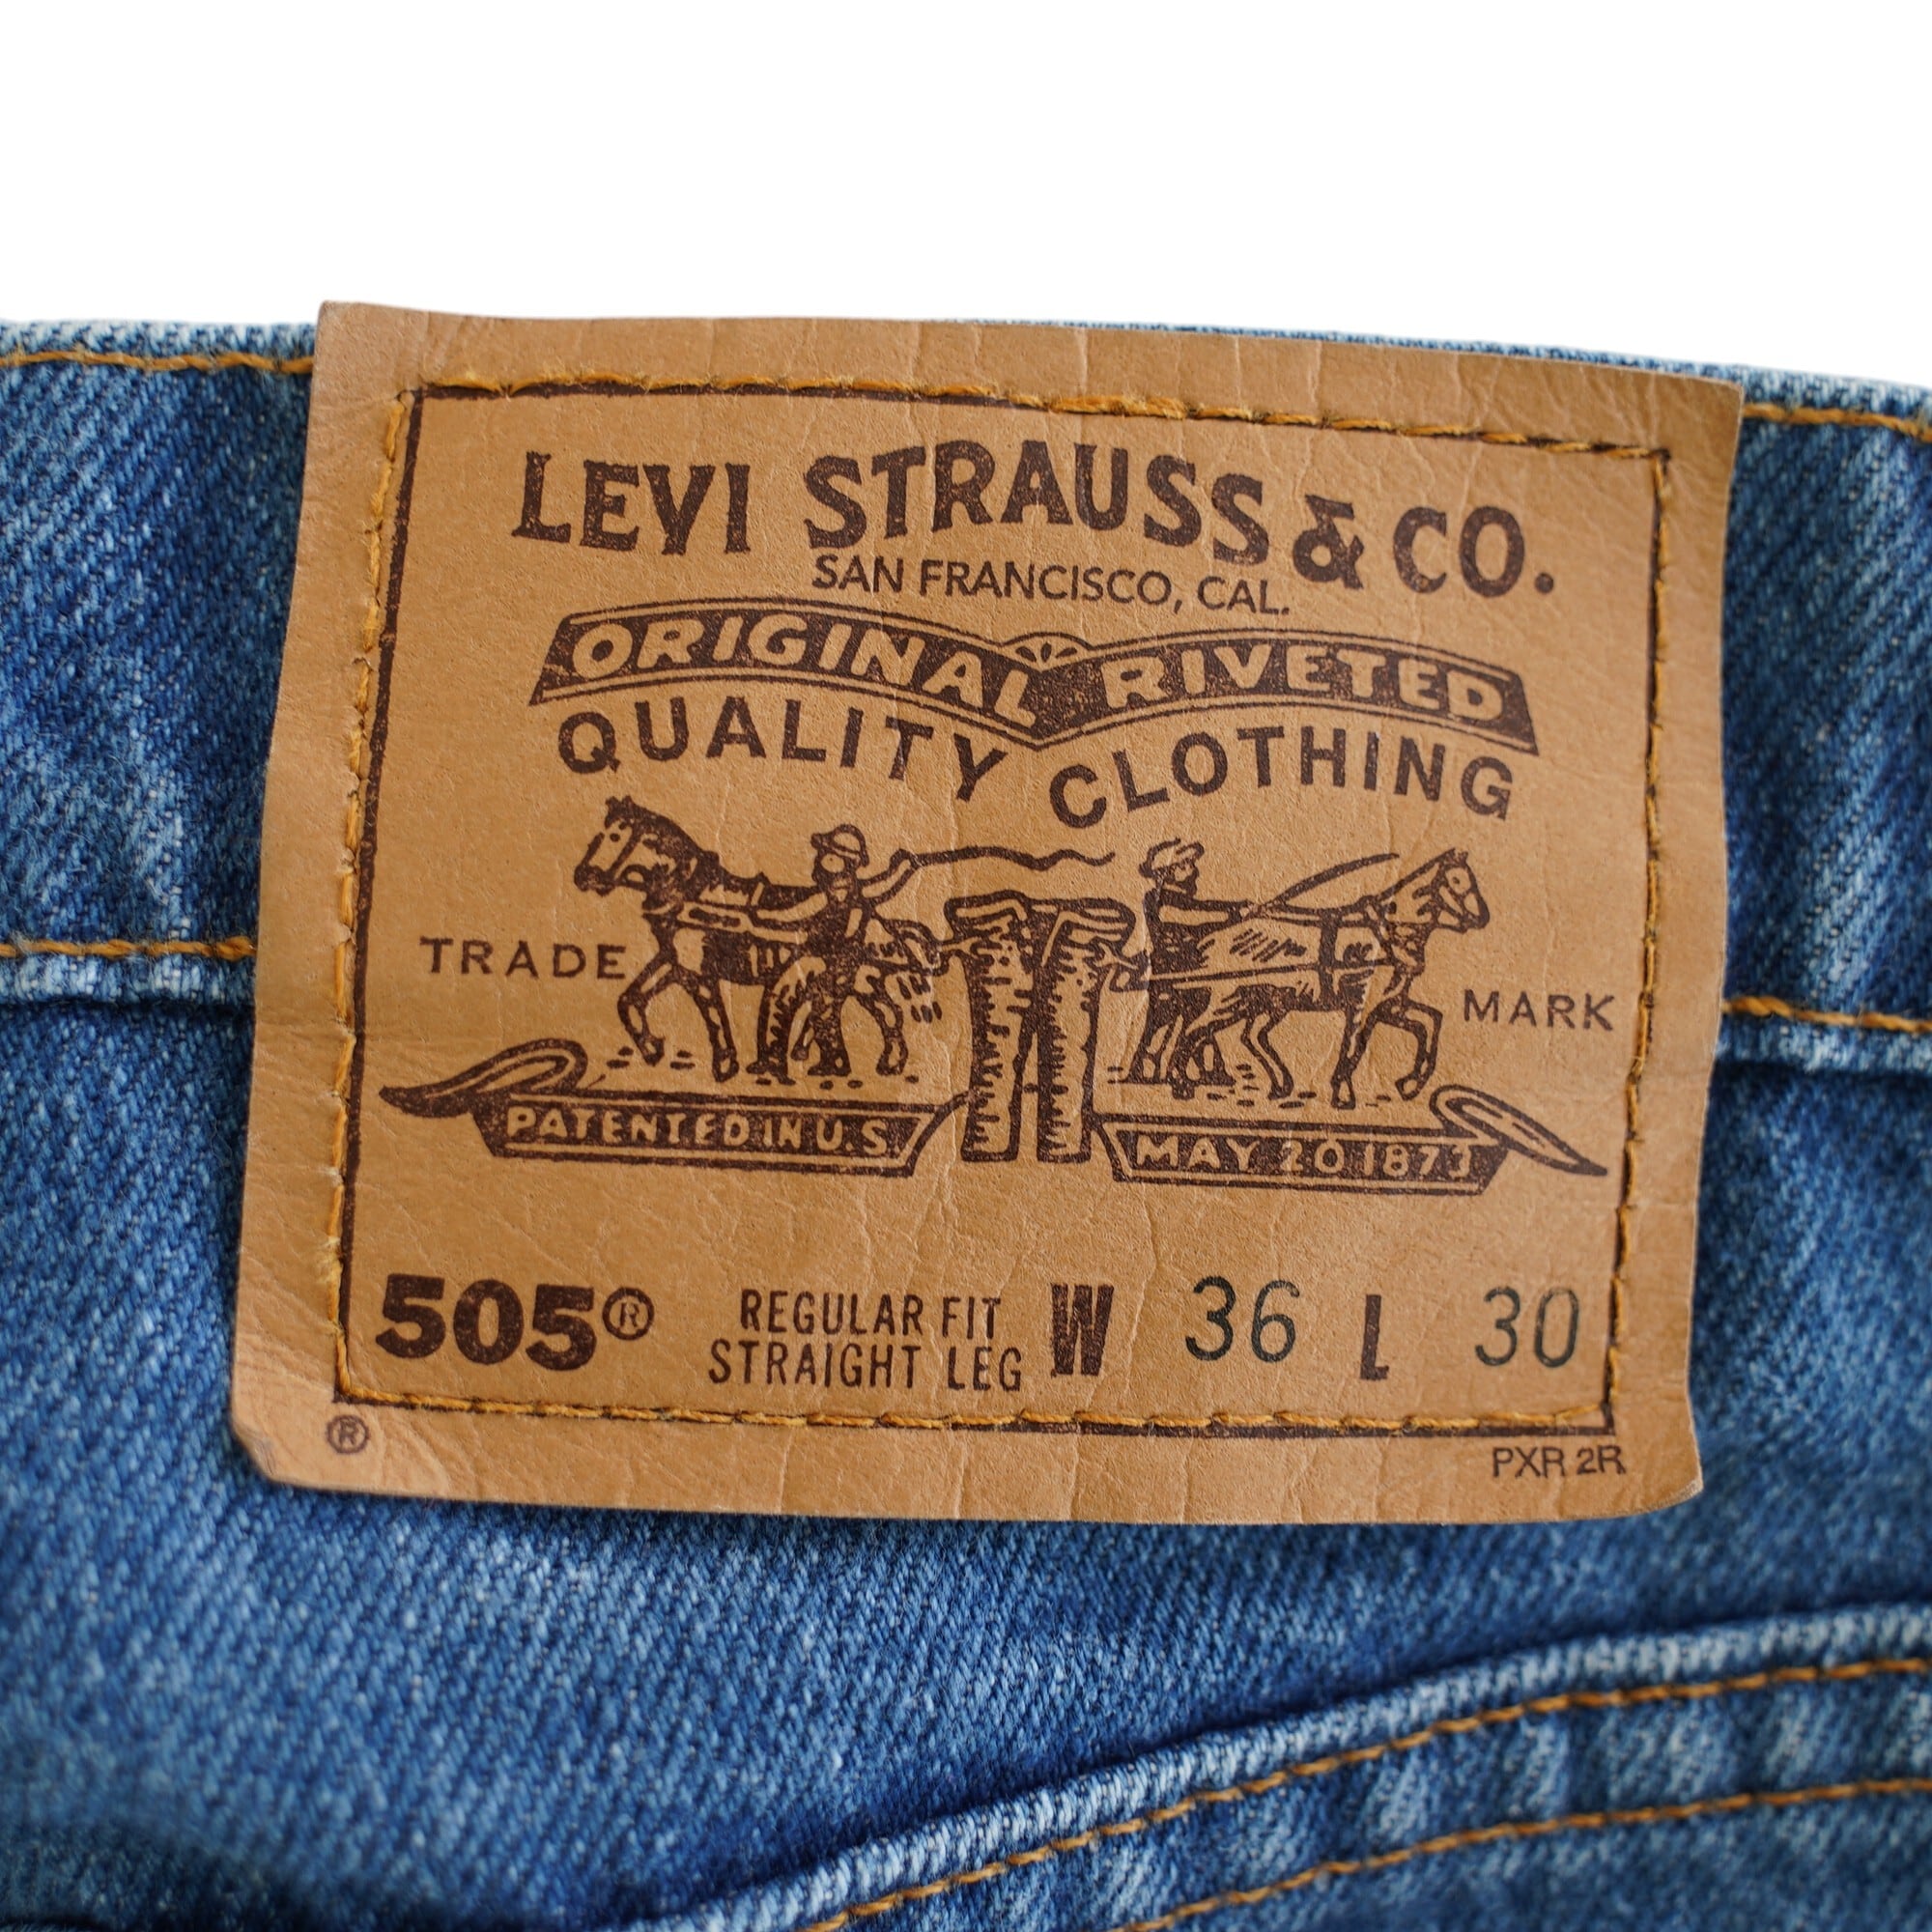 LEVI STRAUSS & CO.
SAN FRANCISCO, CAL.
ORIGINAL RIVETED
QUALITY CLOTHING
TRADE MARK
PATENTED IN U.S. MAY 20 1873
505® REGULAR FIT STRAIGHT LEG W 36 L 30
®
PXR 2R